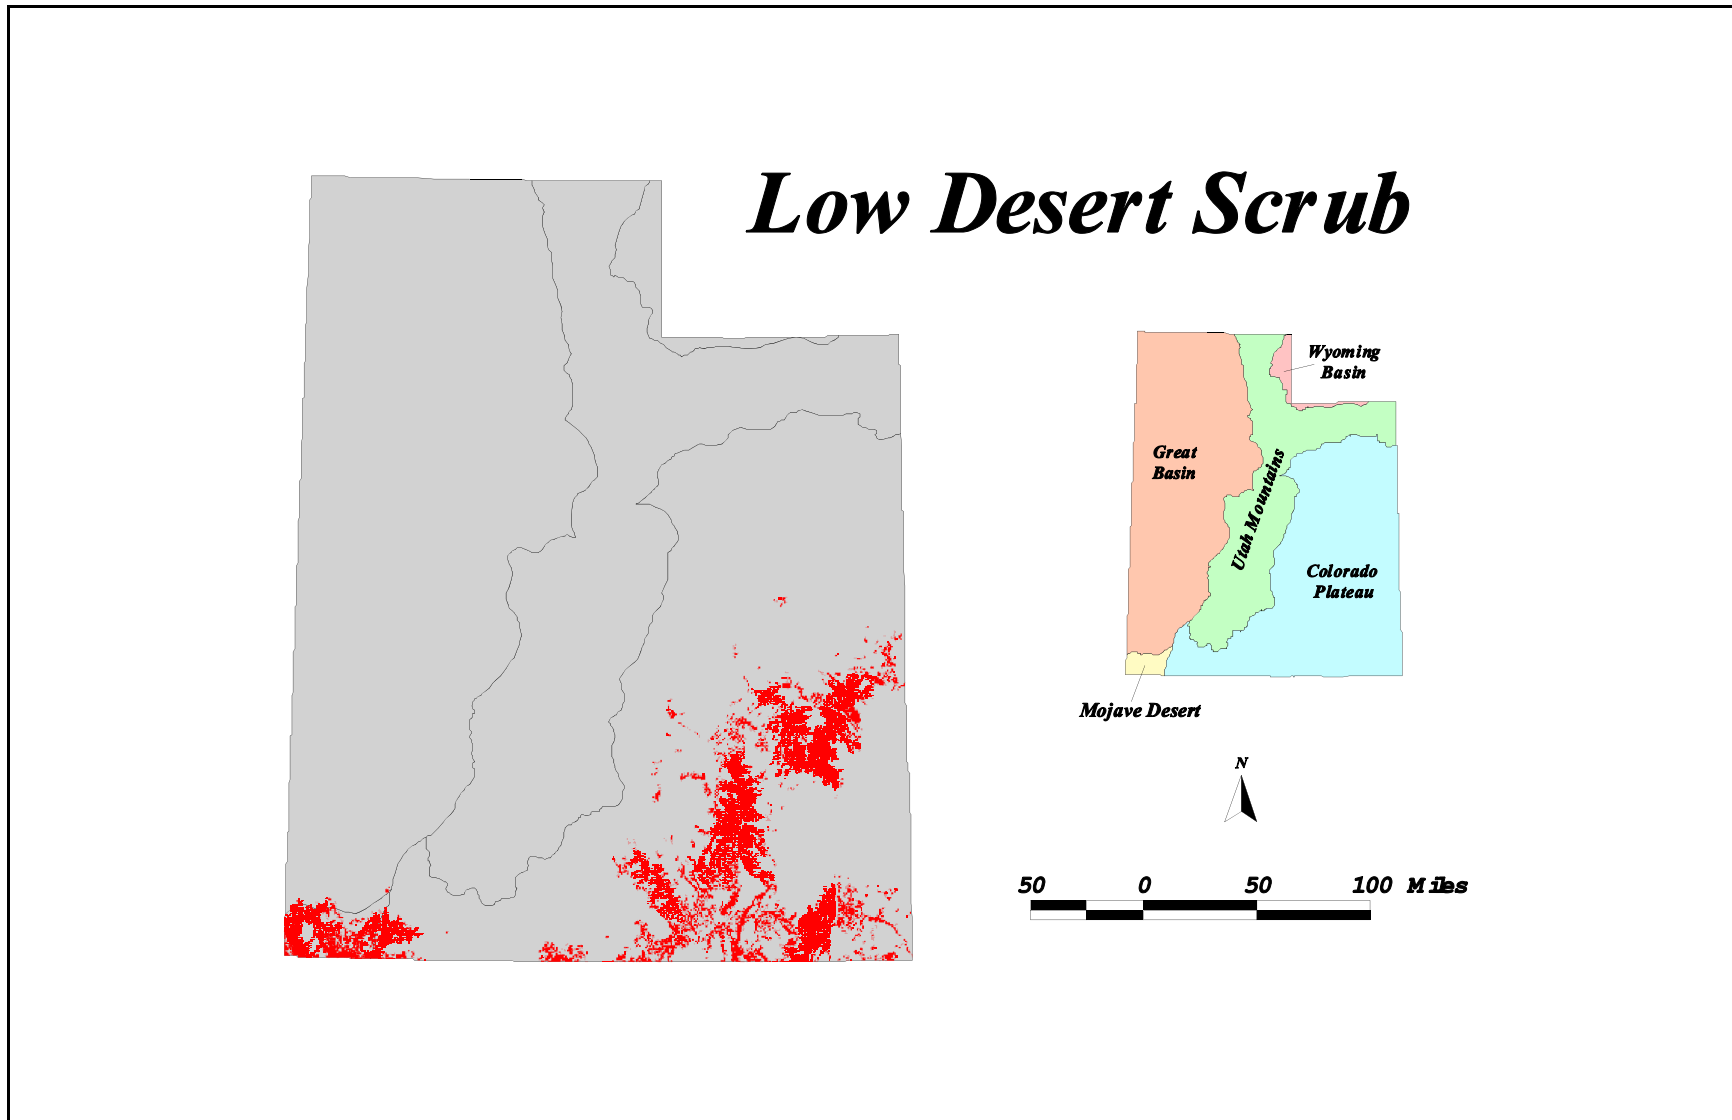 Low Desert Scrub
Wyoming
Basin
Great
Basin
Utah Mountains
Colorado
Plateau
Mojave Desert
N
50 0 50 100 Miles